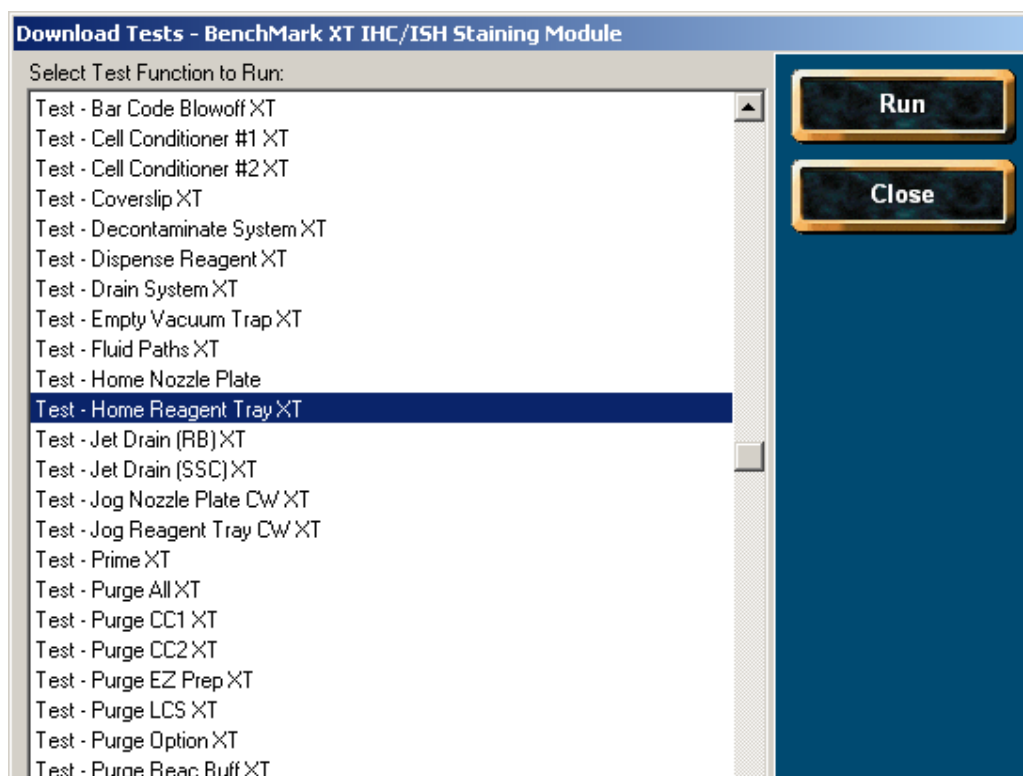 Download Tests - BenchMark XT IHC/ISH Staining Module
Select Test Function to Run:
Test - Bar Code Blowoff XT
Test - Cell Conditioner #1 XT
Test - Cell Conditioner #2 XT
Test - Coverslip XT
Test - Decontaminate System XT
Test - Dispense Reagent XT
Test - Drain System XT
Test - Empty Vacuum Trap XT
Test - Fluid Paths XT
Test - Home Nozzle Plate
Test - Home Reagent Tray XT
Test - Jet Drain (RB) XT
Test - Jet Drain (SSC) XT
Test - Jog Nozzle Plate CW XT
Test - Jog Reagent Tray CW XT
Test - Prime XT
Test - Purge All XT
Test - Purge CC1 XT
Test - Purge CC2 XT
Test - Purge EZ Prep XT
Test - Purge LCS XT
Test - Purge Option XT
Test - Purge Reac Buff XT
Run
Close